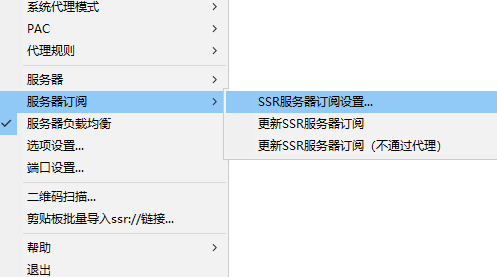 系统代理模式
PAC
代理规则
服务器
服务器订阅
服务器负载均衡
选项设置...
端口设置...
二维码扫描...
剪贴板批量导入ssr://链接...
帮助
退出
SSR服务器订阅设置...
更新SSR服务器订阅
更新SSR服务器订阅（不通过代理）